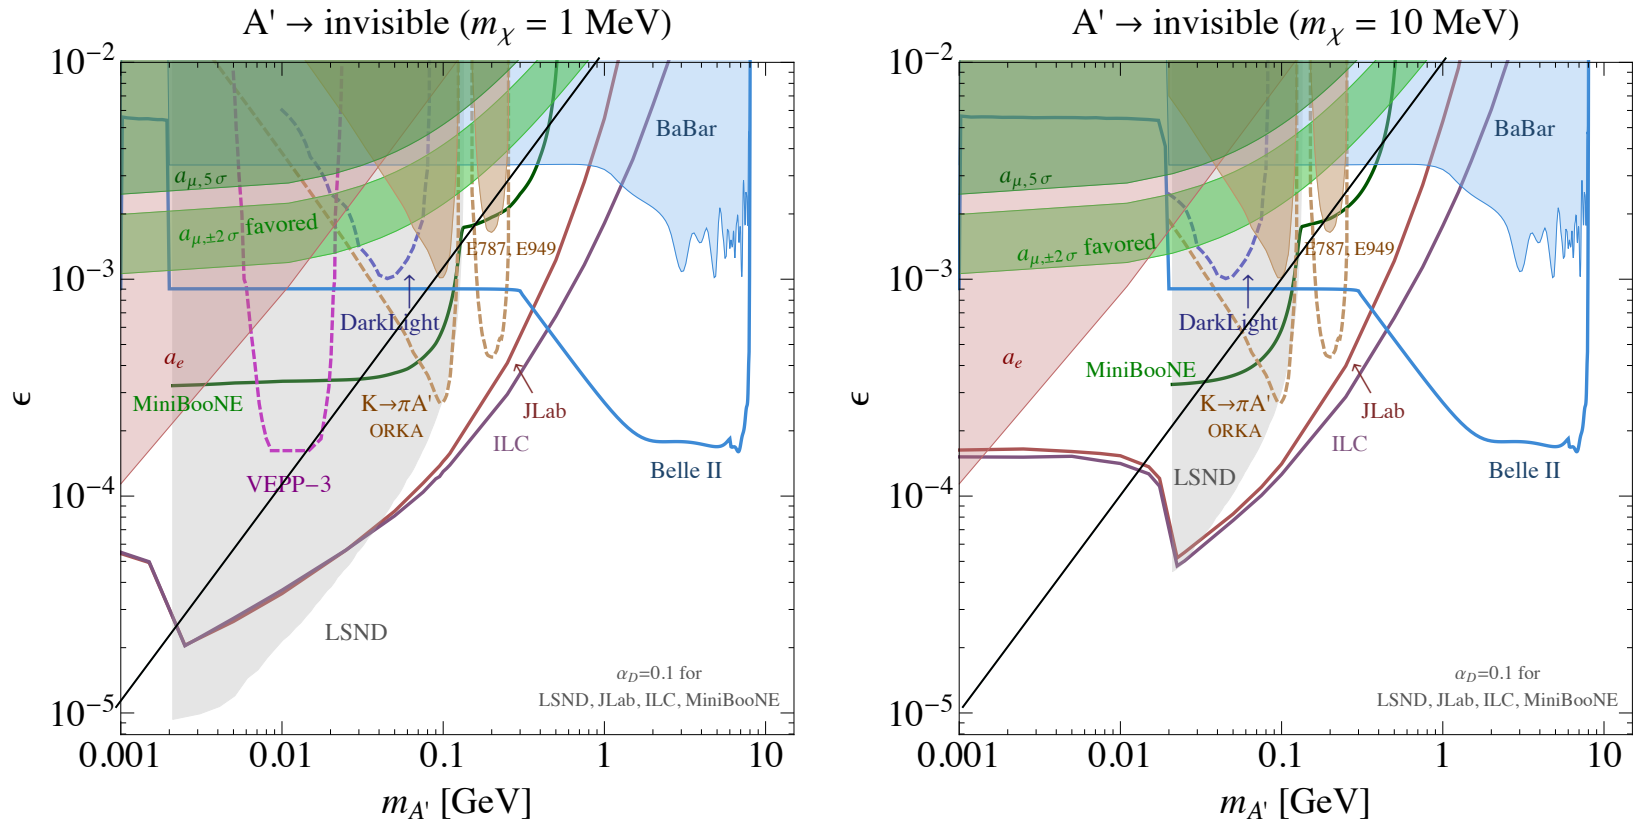 A' → invisible (mχ = 1 MeV)
10⁻²
10⁻³
10⁻⁴
10⁻⁵
ϵ
BaBar
aμ,5σ
aμ,±2σ favored
E787, E949
DarkLight
ae
MiniBooNE
K→πA'
ORKA
JLab
ILC
Belle II
VEPP−3
LSND
αD=0.1 for
LSND, JLab, ILC, MiniBooNE
0.001
0.01
0.1
1
10
mA' [GeV]
A' → invisible (mχ = 10 MeV)
10⁻²
10⁻³
10⁻⁴
10⁻⁵
ϵ
BaBar
aμ,5σ
aμ,±2σ favored
E787, E949
DarkLight
ae
MiniBooNE
K→πA'
ORKA
JLab
ILC
Belle II
LSND
αD=0.1 for
LSND, JLab, ILC, MiniBooNE
0.001
0.01
0.1
1
10
mA' [GeV]